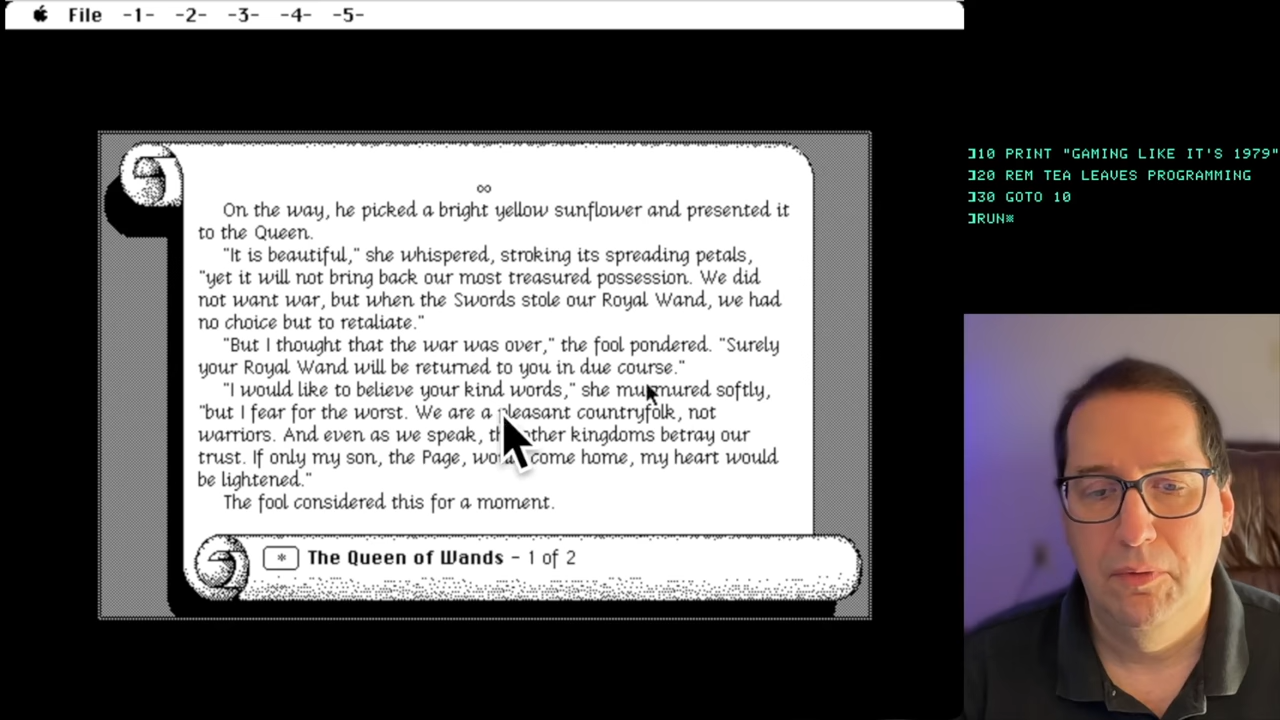 File -1- -2- -3- -4- -5-
∞
On the way, he picked a bright yellow sunflower and presented it
to the Queen.
"It is beautiful," she whispered, stroking its spreading petals,
"yet it will not bring back our most treasured possession. We did
not want war, but when the Swords stole our Royal Wand, we had
no choice but to retaliate."
"But I thought that the war was over," the fool pondered. "Surely
your Royal Wand will be returned to you in due course."
"I would like to believe your kind words," she murmured softly,
"but I fear for the worst. We are a pleasant countryfolk, not
warriors. And even as we speak, the other kingdoms betray our
trust. If only my son, the Page, would come home, my heart would
be lightened."
The fool considered this for a moment.
* The Queen of Wands - 1 of 2
]10 PRINT "GAMING LIKE IT'S 1979"
]20 REM TEA LEAVES PROGRAMMING
]30 GOTO 10
]RUN※